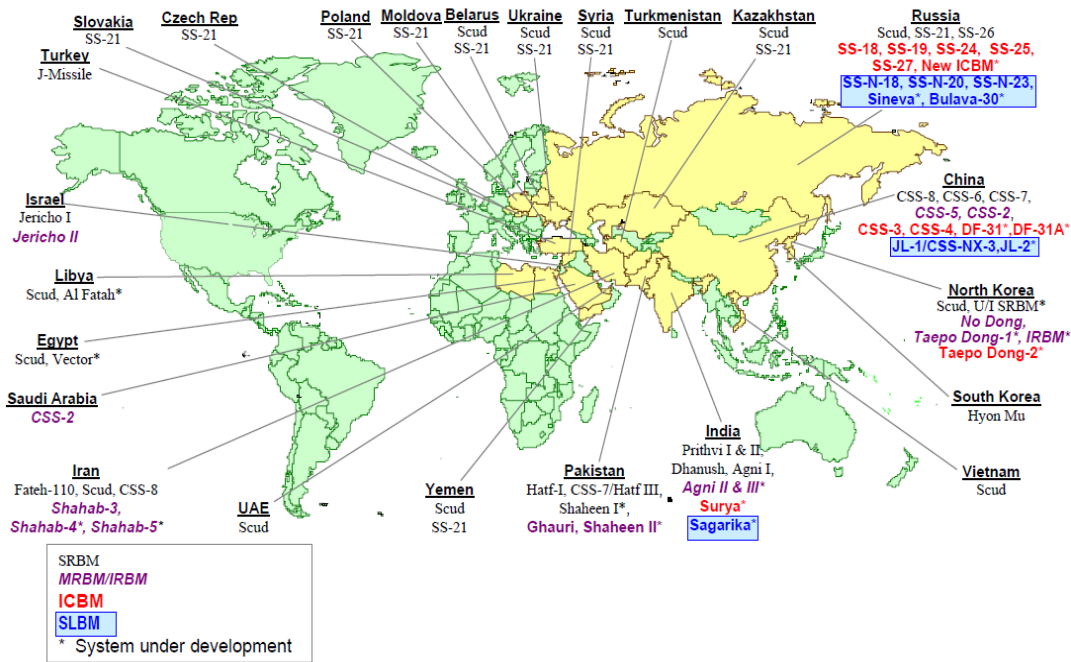 Slovakia
SS-21
Czech Rep
SS-21
Poland
SS-21
Moldova
SS-21
Belarus
Scud
SS-21
Ukraine
Scud
SS-21
Syria
Scud
SS-21
Turkmenistan
Scud
Kazakhstan
Scud
SS-21
Russia
Scud, SS-21, SS-26
SS-18, SS-19, SS-24, SS-25,
SS-27, New ICBM*
SS-N-18, SS-N-20, SS-N-23,
Sineva*, Bulava-30*
Turkey
J-Missile
China
CSS-8, CSS-6, CSS-7,
CSS-5, CSS-2,
CSS-3, CSS-4, DF-31*,DF-31A*
JL-1/CSS-NX-3,JL-2*
Israel
Jericho I
Jericho II
Libya
Scud, Al Fatah*
North Korea
Scud, U/I SRBM*
No Dong,
Taepo Dong-1*, IRBM*
Taepo Dong-2*
Egypt
Scud, Vector*
Saudi Arabia
CSS-2
South Korea
Hyon Mu
Iran
Fateh-110, Scud, CSS-8
Shahab-3,
Shahab-4*, Shahab-5*
UAE
Scud
Yemen
Scud
SS-21
Pakistan
Hatf-I, CSS-7/Hatf III,
Shaheen I*,
Ghauri, Shaheen II*
India
Prithvi I & II,
Dhanush, Agni I,
Agni II & III*
Surya*
Sagarika*
Vietnam
Scud
SRBM
MRBM/IRBM
ICBM
SLBM
* System under development